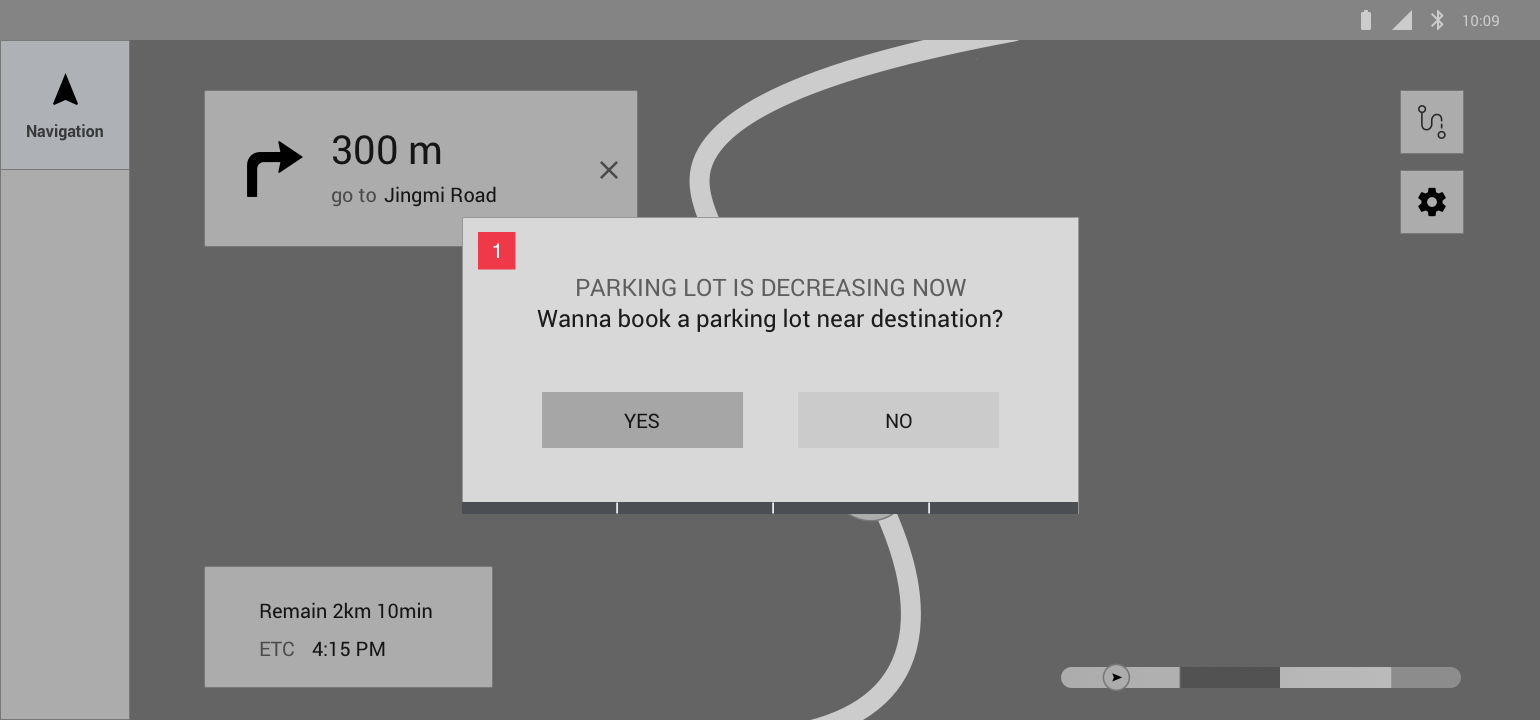 10:09
Navigation
300 m
go to Jingmi Road
1
PARKING LOT IS DECREASING NOW
Wanna book a parking lot near destination?
YES
NO
Remain 2km 10min
ETC 4:15 PM